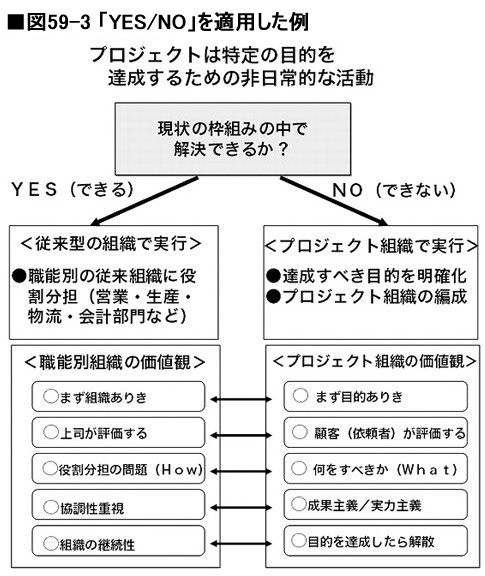 ■図59-3 「YES/NO」を適用した例
プロジェクトは特定の目的を
達成するための非日常的な活動
現状の枠組みの中で
解決できるか？
ＹＥＳ（できる）
ＮＯ（できない）
＜従来型の組織で実行＞
●職能別の従来組織に役
割分担（営業・生産・
物流・会計部門など）
＜プロジェクト組織で実行＞
●達成すべき目的を明確化
●プロジェクト組織の編成
＜職能別組織の価値観＞
○まず組織ありき
○上司が評価する
○役割分担の問題（Ｈｏｗ）
○協調性重視
○組織の継続性
＜プロジェクト組織の価値観＞
○ まず目的ありき
○ 顧客（依頼者）が評価する
○ 何をすべきか（Ｗｈａｔ）
○成果主義／実力主義
○目的を達成したら解散